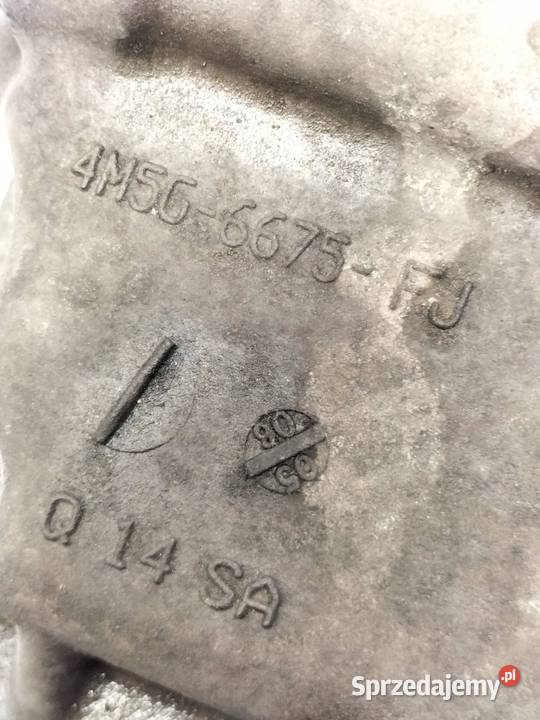 4M5G-6675-FJ
08
05
Q 14 SA
Sprzedajemy.pl